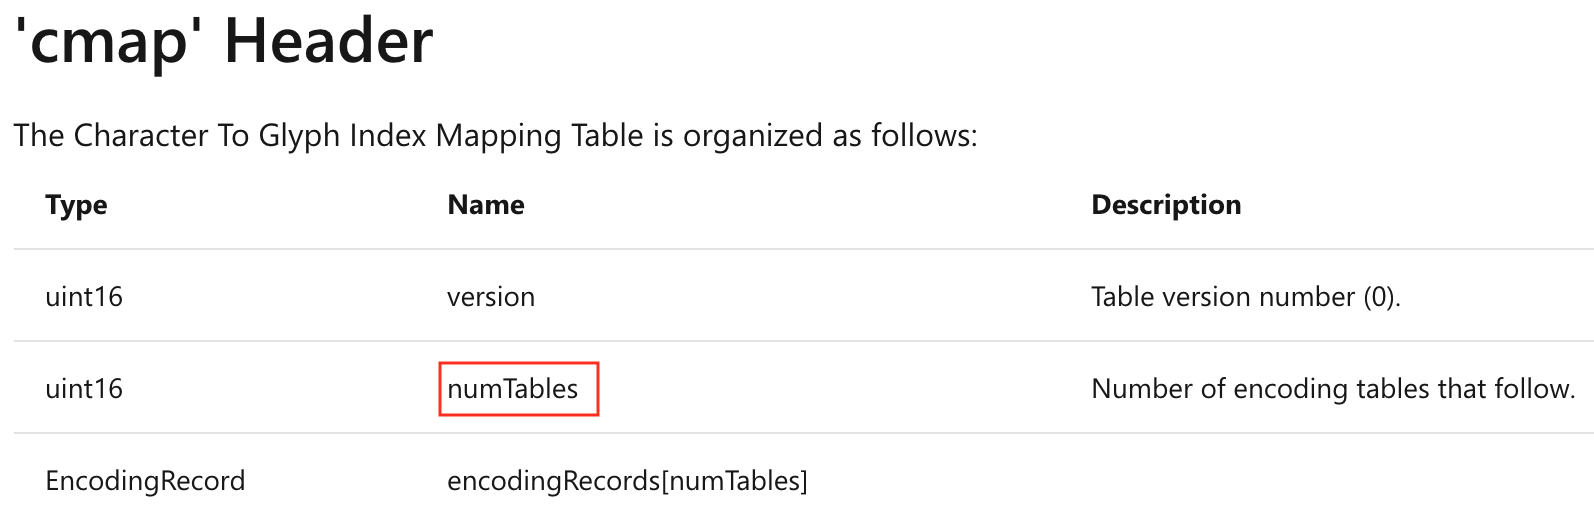 'cmap' Header
The Character To Glyph Index Mapping Table is organized as follows:
Type Name Description
uint16 version Table version number (0).
uint16 numTables Number of encoding tables that follow.
EncodingRecord encodingRecords[numTables]